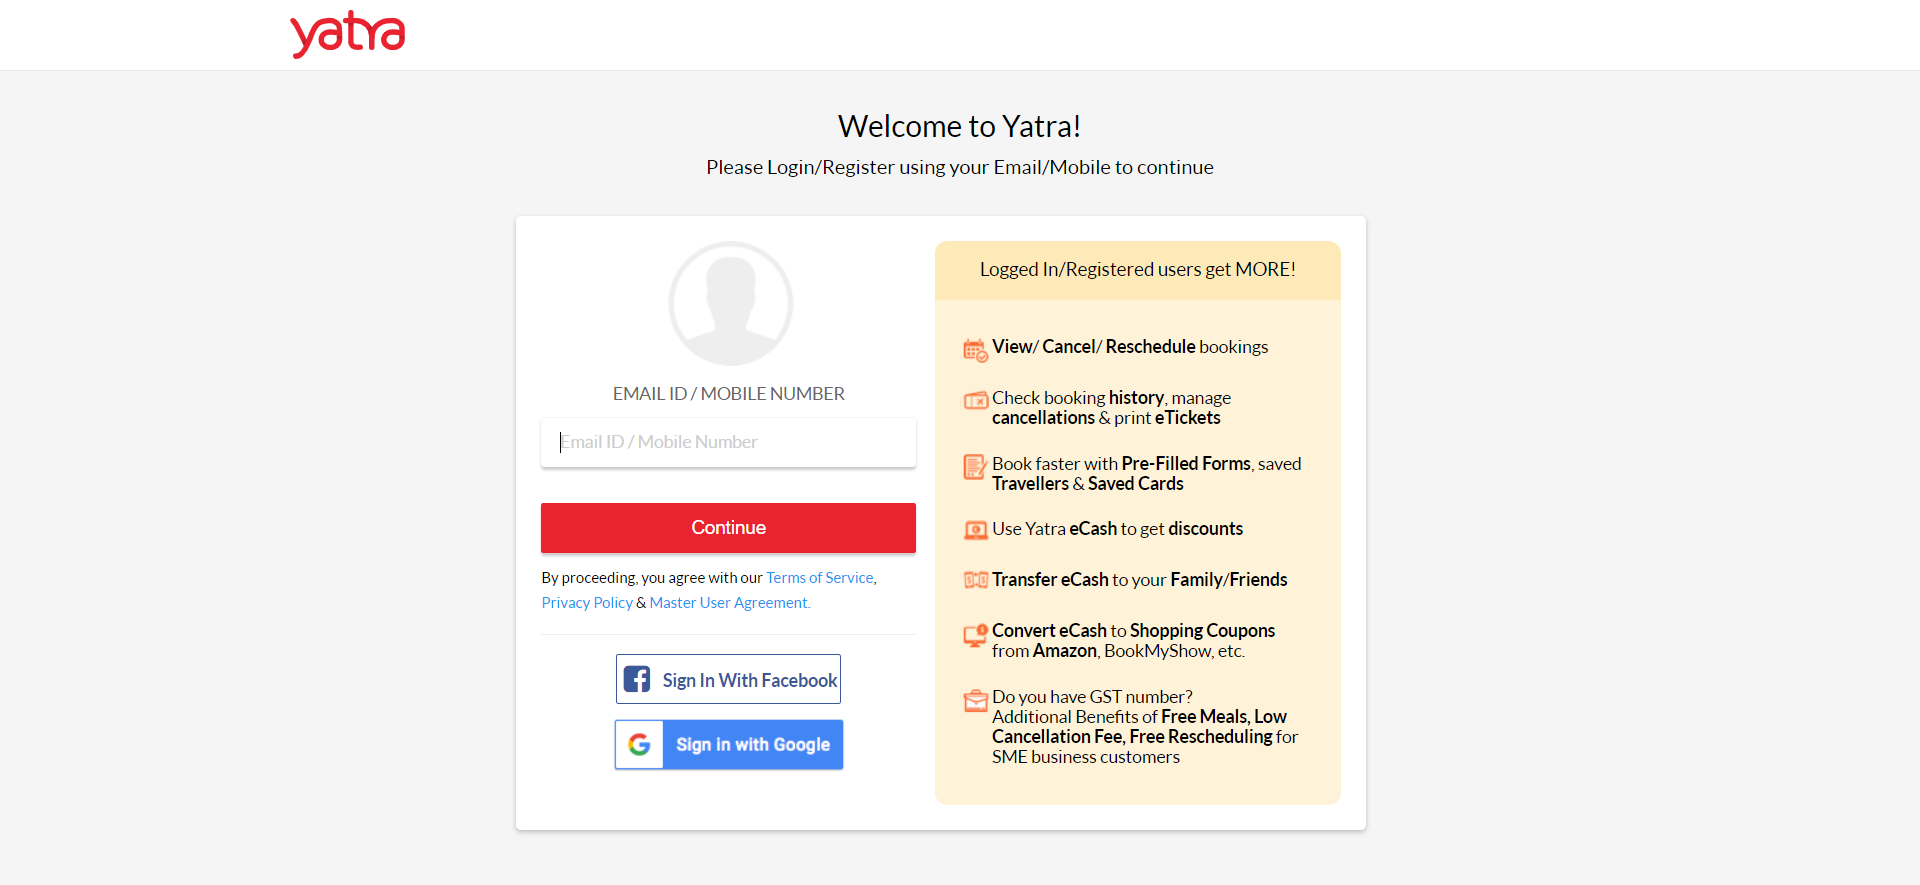 yatra
Welcome to Yatra!
Please Login/Register using your Email/Mobile to continue
EMAIL ID / MOBILE NUMBER
Email ID / Mobile Number
Continue
By proceeding, you agree with our Terms of Service,
Privacy Policy & Master User Agreement.
Sign In With Facebook
Sign in with Google
Logged In/Registered users get MORE!
View/ Cancel/ Reschedule bookings
Check booking history, manage
cancellations & print eTickets
Book faster with Pre-Filled Forms, saved
Travellers & Saved Cards
Use Yatra eCash to get discounts
Transfer eCash to your Family/Friends
Convert eCash to Shopping Coupons
from Amazon, BookMyShow, etc.
Do you have GST number?
Additional Benefits of Free Meals, Low
Cancellation Fee, Free Rescheduling for
SME business customers